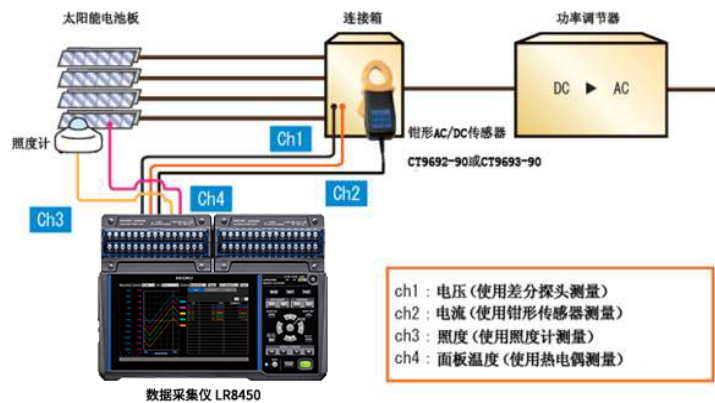 太阳能电池板
连接箱
功率调节器
DC ▶ AC
照度计
Ch1
钳形AC/DC传感器
CT9692-90或CT9693-90
Ch2
Ch4
Ch3
HIOKI
ch1：电压（使用差分探头测量）
ch2：电流（使用钳形传感器测量）
ch3：照度（使用照度计测量）
ch4：面板温度（使用热电偶测量）
数据采集仪 LR8450